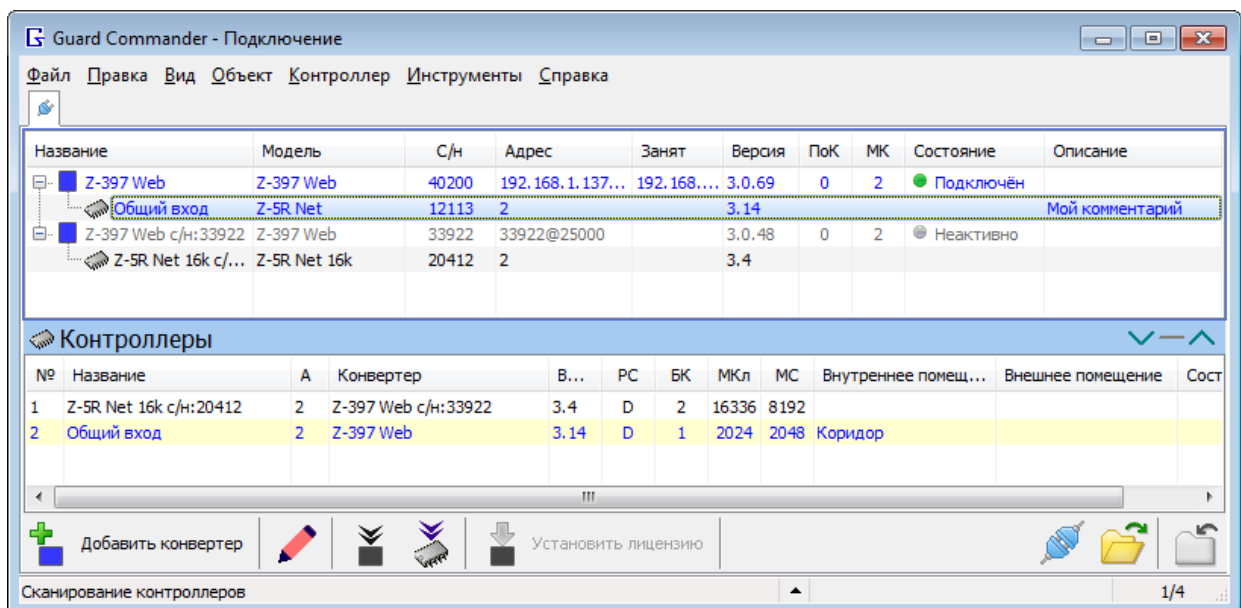 Guard Commander - Подключение
Файл Правка Вид Объект Контроллер Инструменты Справка
Название Модель С/н Адрес Занят Версия ПоК МК Состояние Описание
Z-397 Web Z-397 Web 40200 192.168.1.137... 192.168.... 3.0.69 0 2 Подключён
Общий вход Z-5R Net 12113 2 3.14 Мой комментарий
Z-397 Web с/н:33922 Z-397 Web 33922 33922@25000 3.0.48 0 2 Неактивно
Z-5R Net 16k с/... Z-5R Net 16k 20412 2 3.4
Контроллеры
№ Название А Конвертер В... РС БК МКл МС Внутреннее помещ... Внешнее помещение Сост
1 Z-5R Net 16k с/н:20412 2 Z-397 Web с/н:33922 3.4 D 2 16336 8192
2 Общий вход 2 Z-397 Web 3.14 D 1 2024 2048 Коридор
Добавить конвертер Установить лицензию
Сканирование контроллеров 1/4